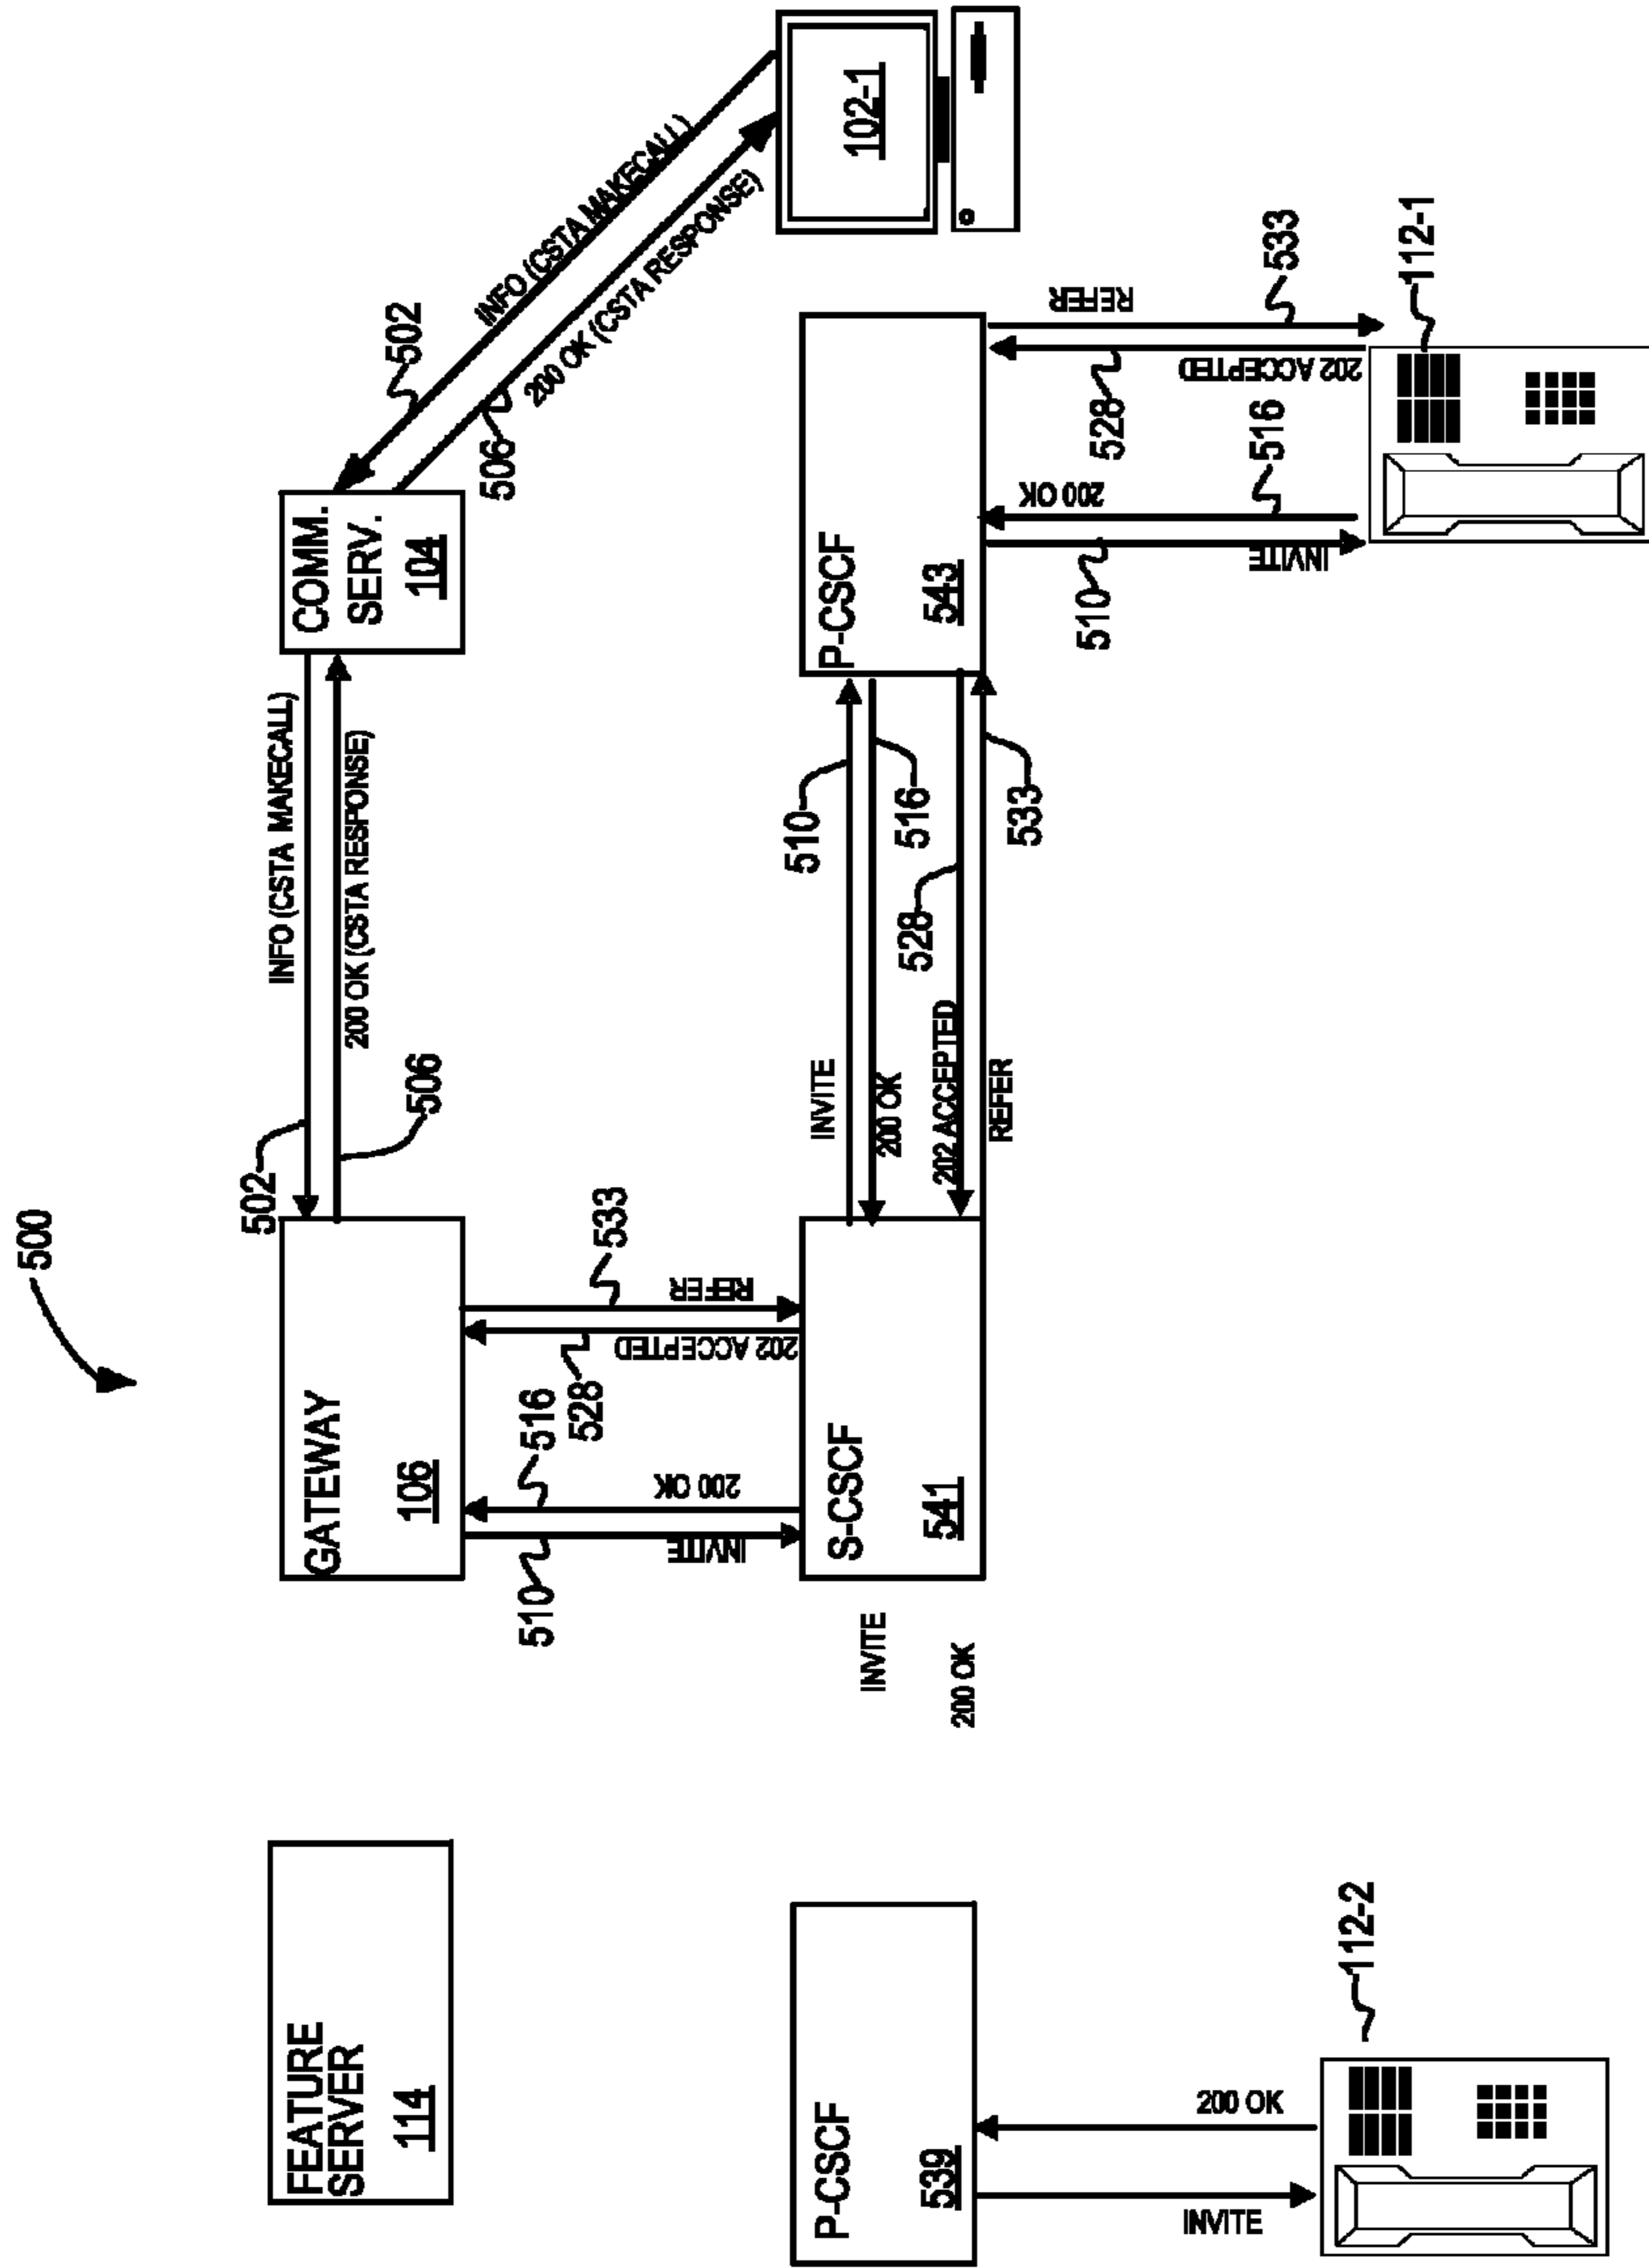 500
FEATURE
SERVER
114
GATEWAY
106
COMM.
SERV.
104
502
INFO (CSTA MAKECALL)
200 OK (CSTA RESPONSE)
506
502
INFO (CSTA MAKECALL)
506
200 OK (CSTA RESPONSE)
102-1
510
INVITE
516
200 OK
528
202 ACCEPTED
533
REFER
P-CSCF
539
INVITE
200 OK
S-CSCF
541
INVITE
510
200 OK
516
202 ACCEPTED
528
REFER
533
P-CSCF
543
INVITE
200 OK
112-2
510
INVITE
516
200 OK
528
202 ACCEPTED
533
REFER
112-1